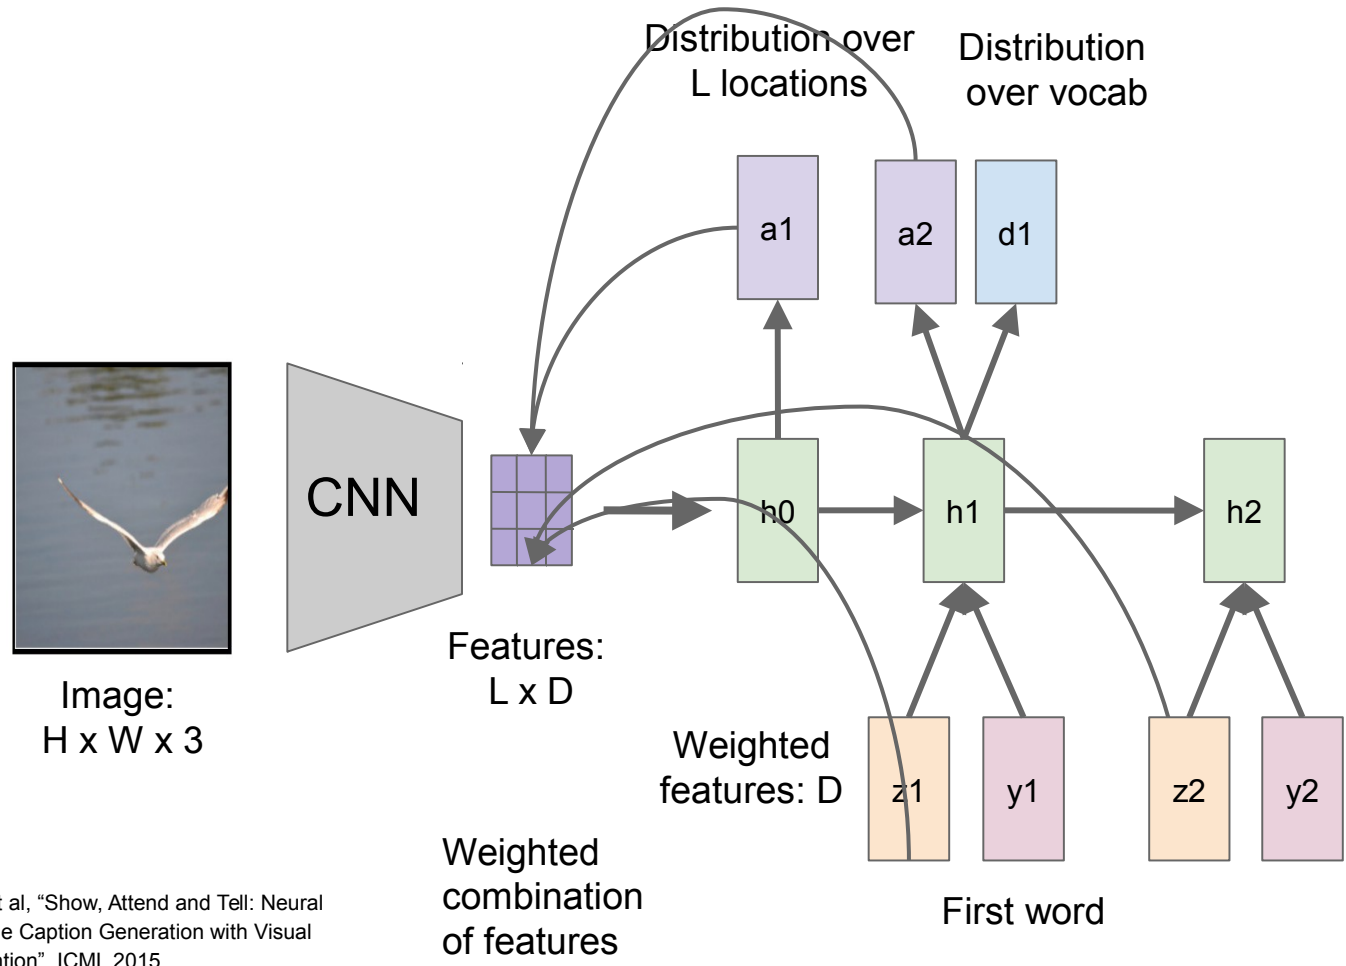 Distribution over
L locations
Distribution
over vocab
a1
a2
d1
CNN
h0
h1
h2
Features:
L x D
Image:
H x W x 3
Weighted
features: D
z1
y1
z2
y2
Weighted
combination
of features
First word
t al, “Show, Attend and Tell: Neural
e Caption Generation with Visual
ntion”, ICML 2015